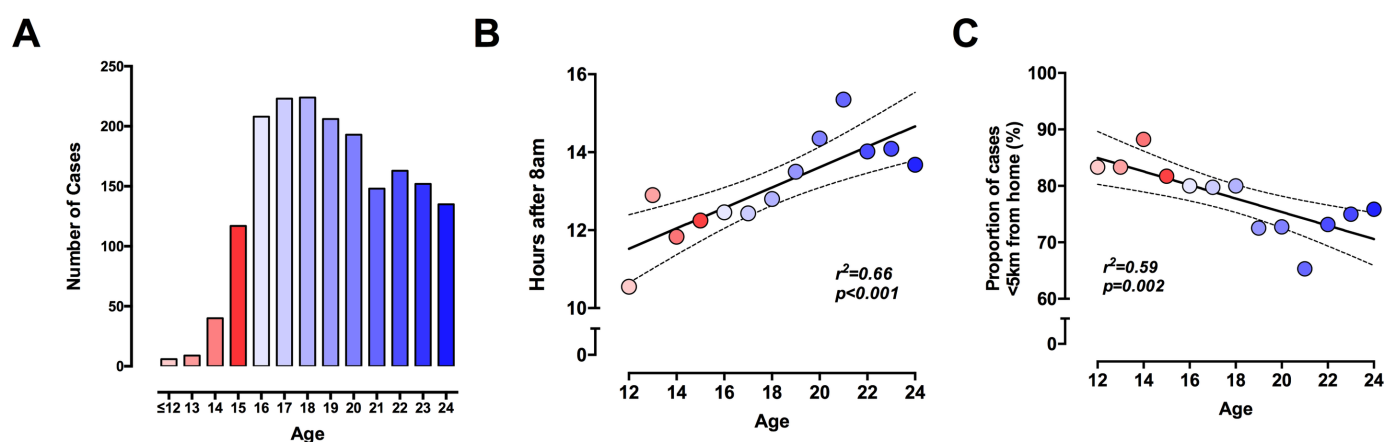 A
Number of Cases
250
200
150
100
50
0
≤12 13 14 15 16 17 18 19 20 21 22 23 24
Age
B
Hours after 8am
16
14
12
10
0
r²=0.66
p<0.001
12 14 16 18 20 22 24
Age
C
Proportion of cases
<5km from home (%)
100
90
80
70
60
0
r²=0.59
p=0.002
12 14 16 18 20 22 24
Age